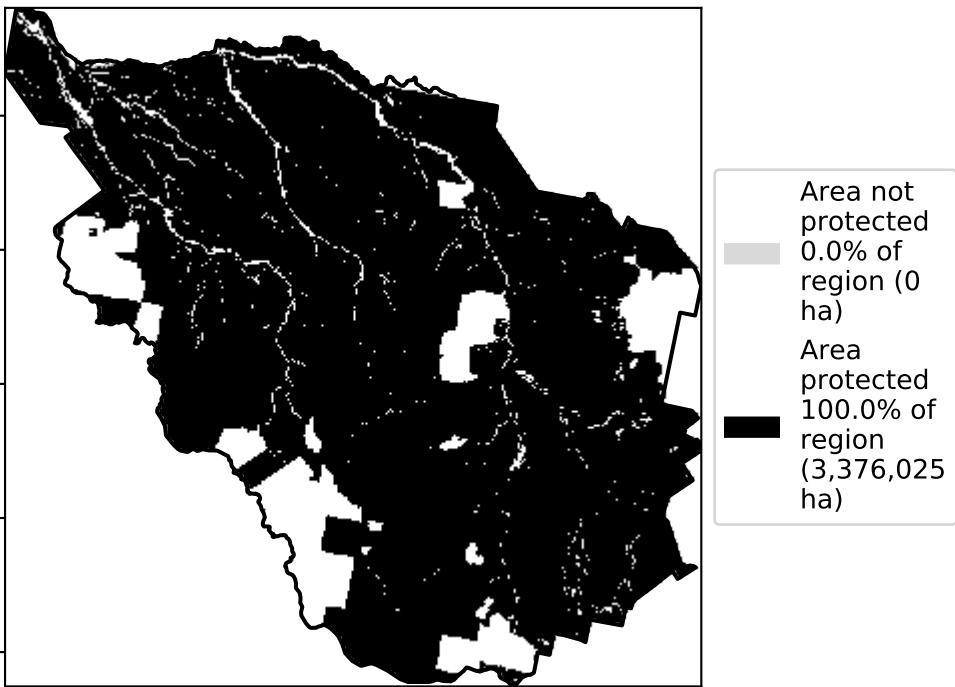 Area not
protected
0.0% of
region (0
ha)
Area
protected
100.0% of
region
(3,376,025
ha)